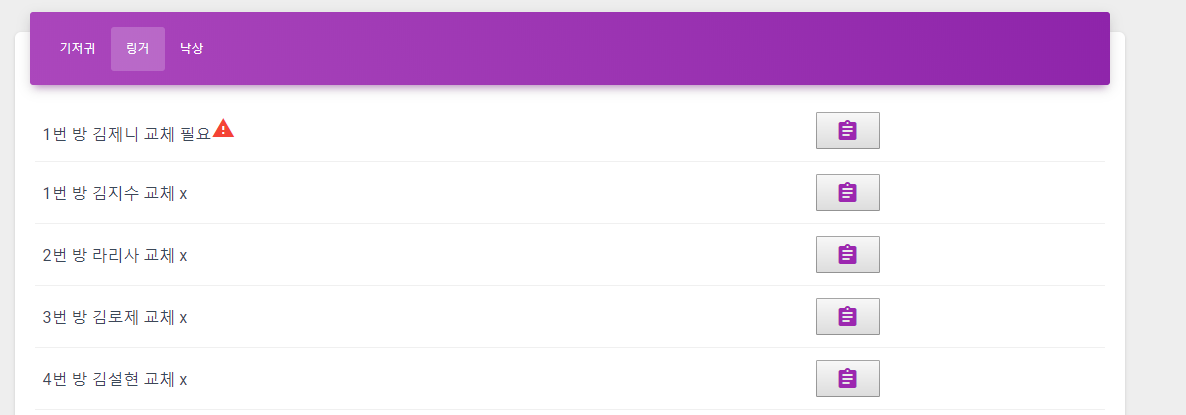 기저귀 링거 낙상
1번 방 김제니 교체 필요
1번 방 김지수 교체 x
2번 방 라리사 교체 x
3번 방 김로제 교체 x
4번 방 김설현 교체 x